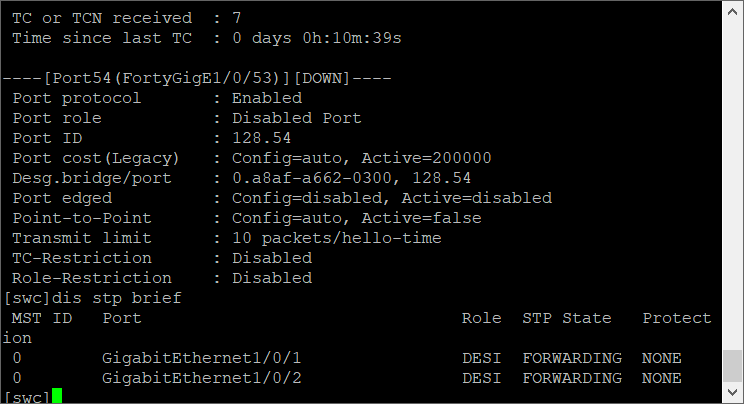 TC or TCN received  : 7
Time since last TC  : 0 days 0h:10m:39s
----[Port54(FortyGigE1/0/53)][DOWN]----
Port protocol       : Enabled
Port role           : Disabled Port
Port ID             : 128.54
Port cost(Legacy)   : Config=auto, Active=200000
Desg.bridge/port    : 0.a8af-a662-0300, 128.54
Port edged          : Config=disabled, Active=disabled
Point-to-Point      : Config=auto, Active=false
Transmit limit      : 10 packets/hello-time
TC-Restriction      : Disabled
Role-Restriction    : Disabled
[swc]dis stp brief
MST ID   Port                                Role  STP State   Protect
ion
0        GigabitEthernet1/0/1                DESI  FORWARDING  NONE
0        GigabitEthernet1/0/2                DESI  FORWARDING  NONE
[swc]